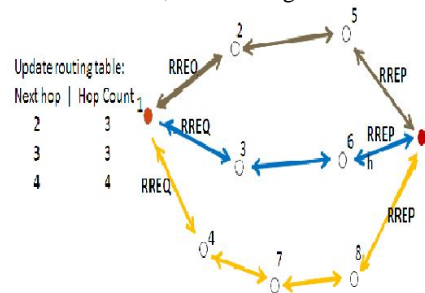 5
2
RREQ
Update routing table:
Next hop | Hop Count
1
RREP
2 3
RREQ
RREP
6
3 3
3
h
4 4
RREQ
4
RREP
7
8